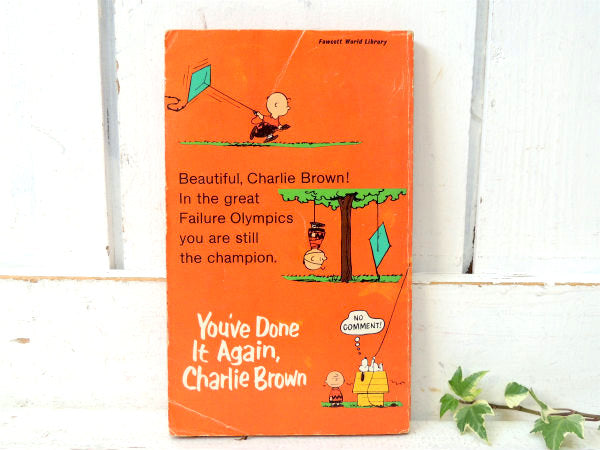 Fawcett World Library
Beautiful, Charlie Brown!
In the great
Failure Olympics
you are still
the champion.
NO
COMMENT!
You've Done
It Again,
Charlie Brown